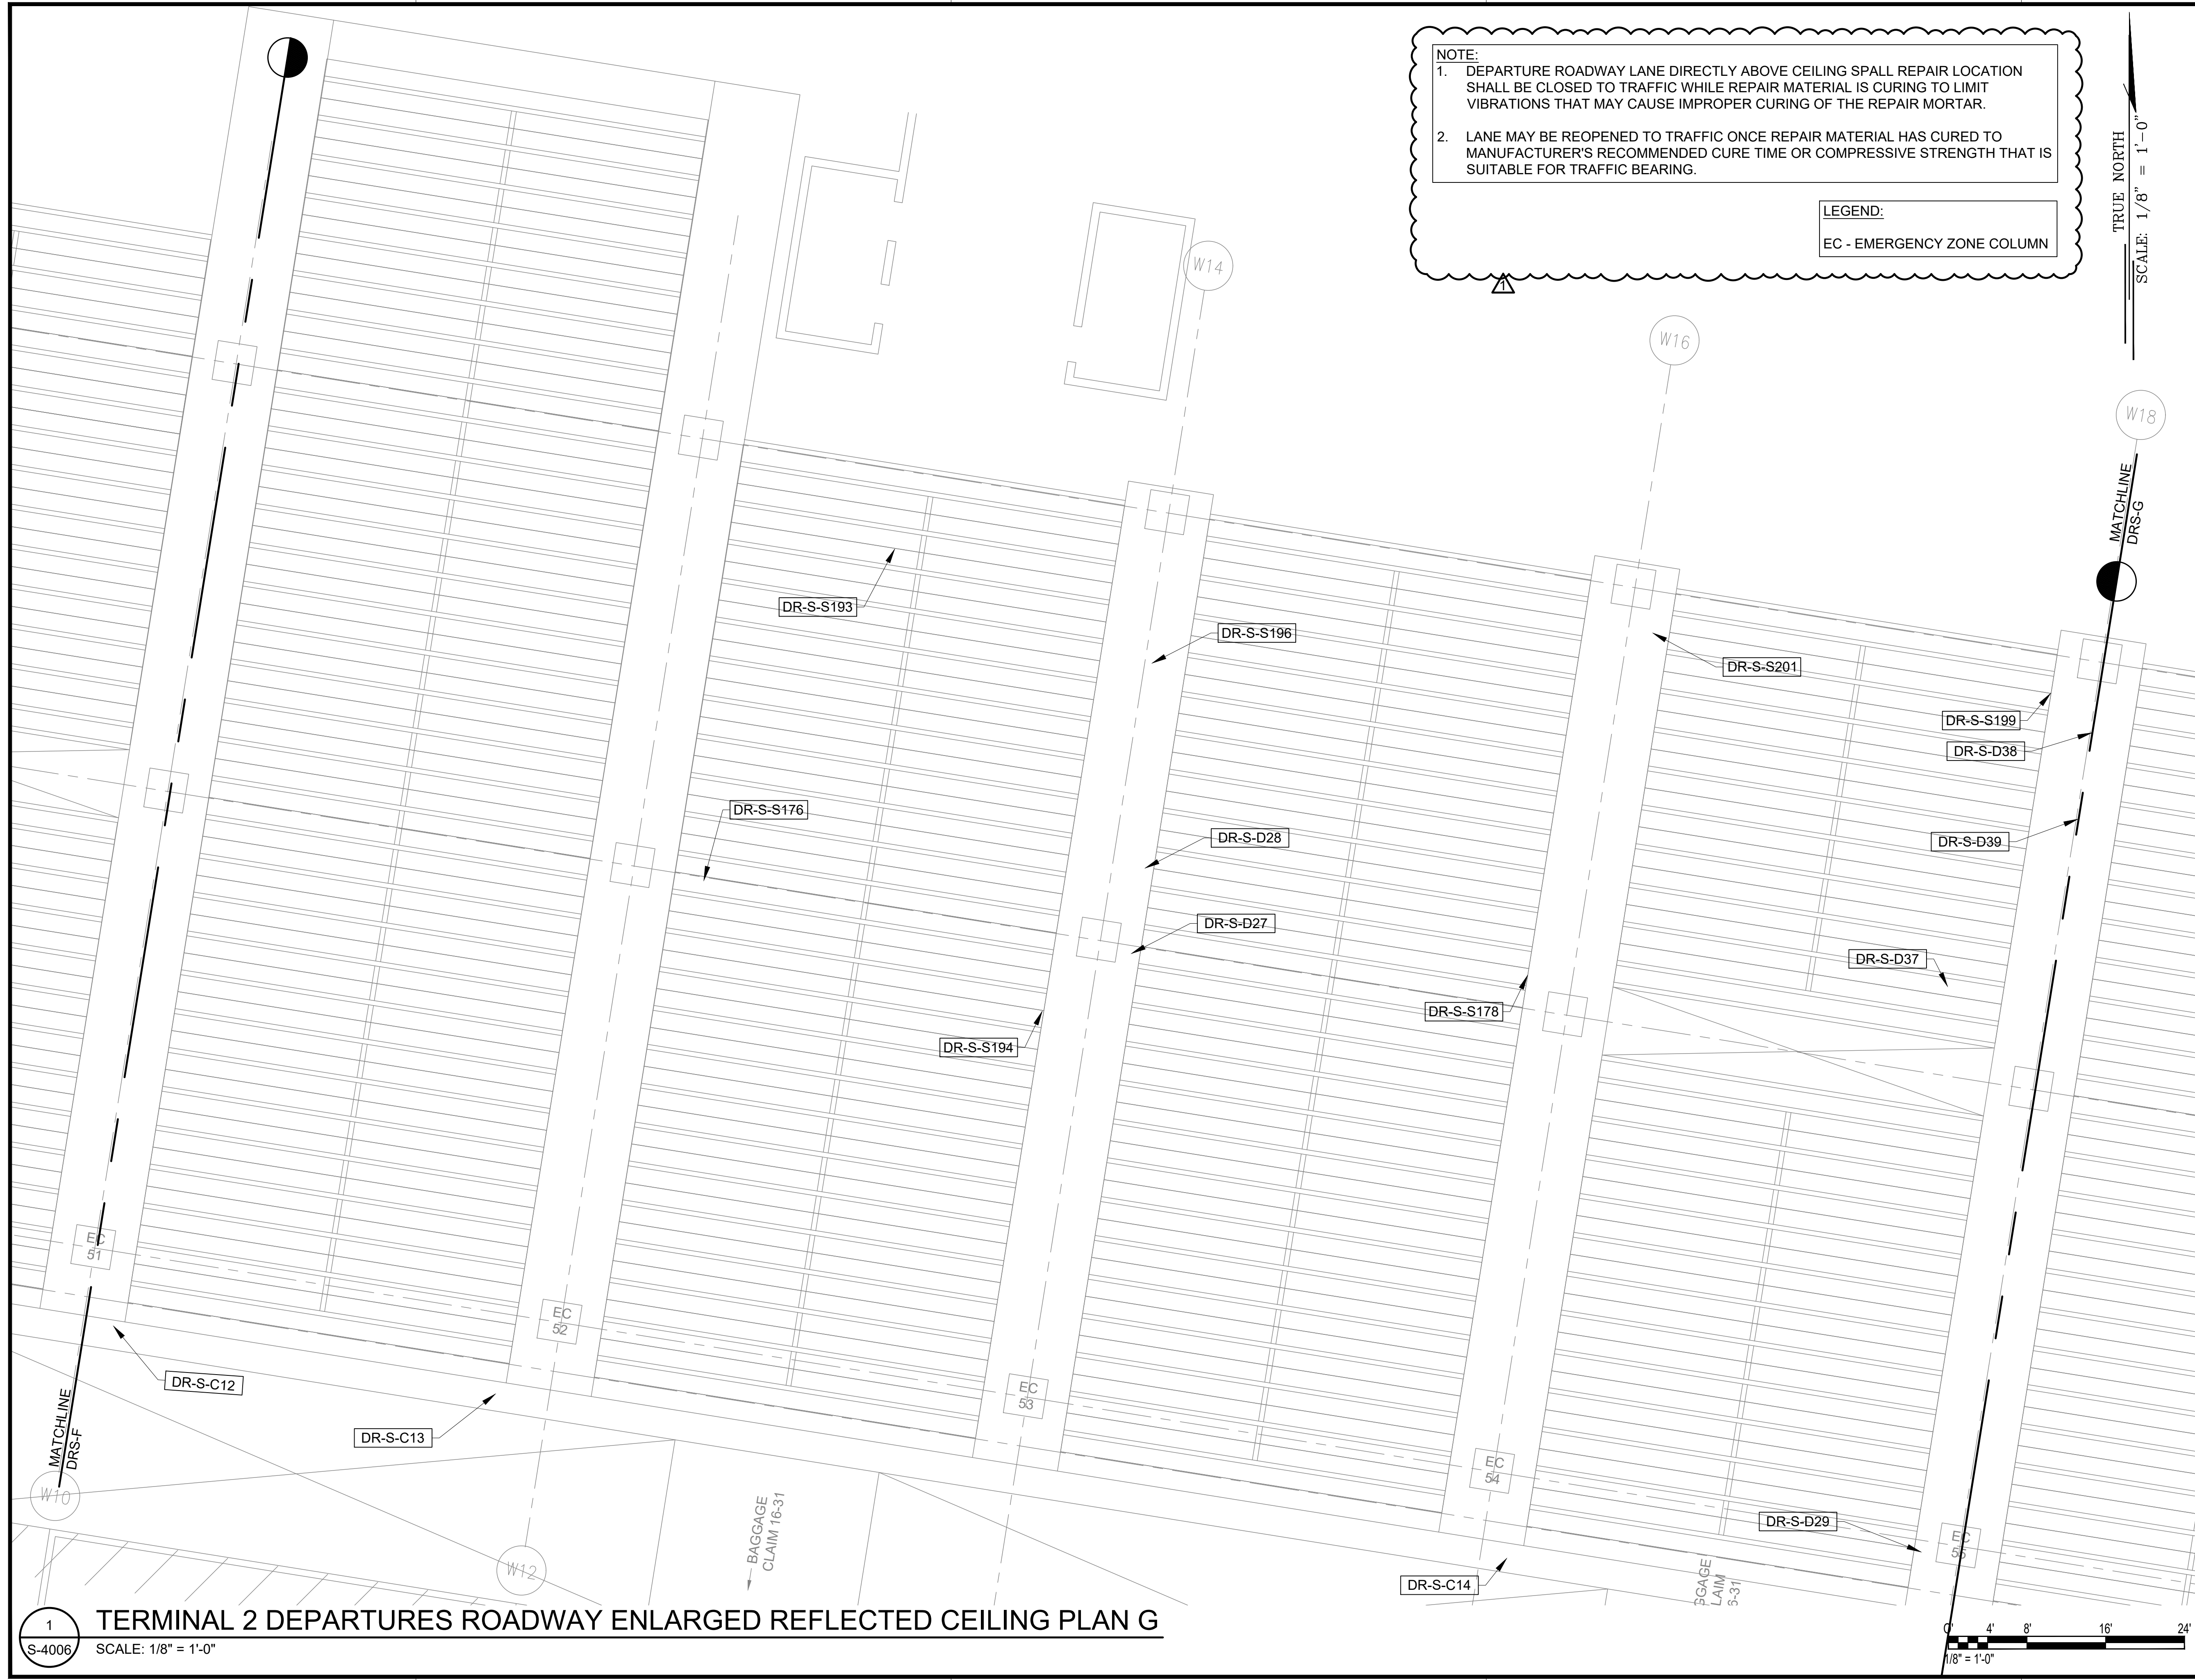 NOTE:
1. DEPARTURE ROADWAY LANE DIRECTLY ABOVE CEILING SPALL REPAIR LOCATION
SHALL BE CLOSED TO TRAFFIC WHILE REPAIR MATERIAL IS CURING TO LIMIT
VIBRATIONS THAT MAY CAUSE IMPROPER CURING OF THE REPAIR MORTAR.
2. LANE MAY BE REOPENED TO TRAFFIC ONCE REPAIR MATERIAL HAS CURED TO
MANUFACTURER'S RECOMMENDED CURE TIME OR COMPRESSIVE STRENGTH THAT IS
SUITABLE FOR TRAFFIC BEARING.
LEGEND:
EC - EMERGENCY ZONE COLUMN
1
TRUE NORTH
SCALE: 1/8" = 1'-0"
W14
W16
W18
MATCHLINE
DRS-G
DR-S-S193
DR-S-S196
DR-S-S201
DR-S-S199
DR-S-D38
DR-S-S176
DR-S-D28
DR-S-D39
DR-S-D27
DR-S-D37
DR-S-S178
DR-S-S194
EC
51
EC
52
EC
53
EC
54
EC
55
DR-S-C12
DR-S-C13
MATCHLINE
DRS-F
W10
W12
BAGGAGE
CLAIM 16-31
DR-S-D29
DR-S-C14
GGAGE
LAIM
6-31
1
S-4006
TERMINAL 2 DEPARTURES ROADWAY ENLARGED REFLECTED CEILING PLAN G
SCALE: 1/8" = 1'-0"
0' 4' 8' 16' 24'
1/8" = 1'-0"